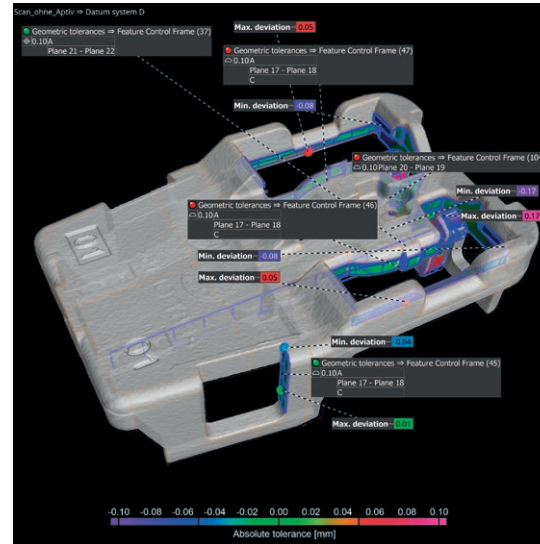 Scan_ohne_Aptiv ⇒ Datum system D
Geometric tolerances ⇒ Feature Control Frame (37)
0.10 A
Plane 21 - Plane 22
Max. deviation 0.05
Geometric tolerances ⇒ Feature Control Frame (47)
0.10 A
Plane 17 - Plane 18
C
Min. deviation -0.08
Geometric tolerances ⇒ Feature Control Frame (10
0.10 Plane 20 - Plane 19
Min. deviation -0.17
Geometric tolerances ⇒ Feature Control Frame (46)
0.10 A
Plane 17 - Plane 18
C
Max. deviation 0.17
Min. deviation -0.08
Max. deviation 0.05
Min. deviation -0.04
Geometric tolerances ⇒ Feature Control Frame (45)
0.10 A
Plane 17 - Plane 18
C
Max. deviation 0.01
-0.10 -0.08 -0.06 -0.04 -0.02 0.00 0.02 0.04 0.06 0.08 0.10
Absolute tolerance [mm]